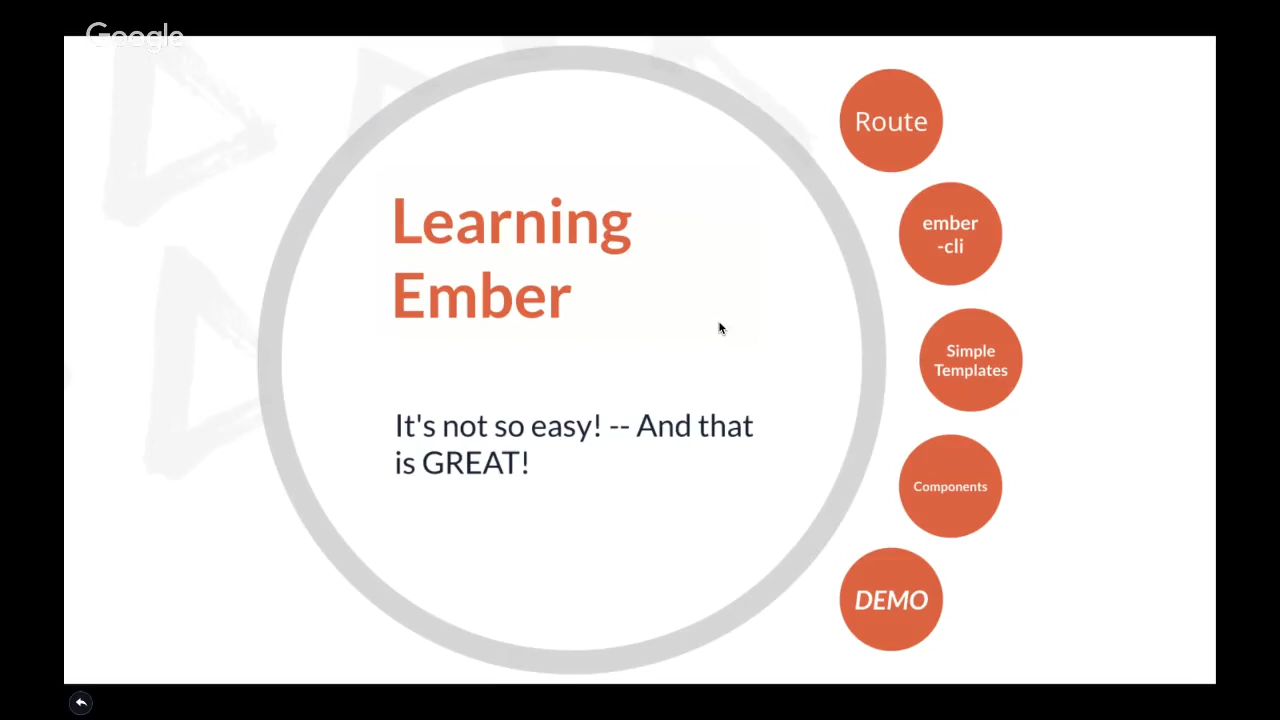 Google
Learning
Ember
It's not so easy! -- And that
is GREAT!
Route
ember
-cli
Simple
Templates
Components
DEMO